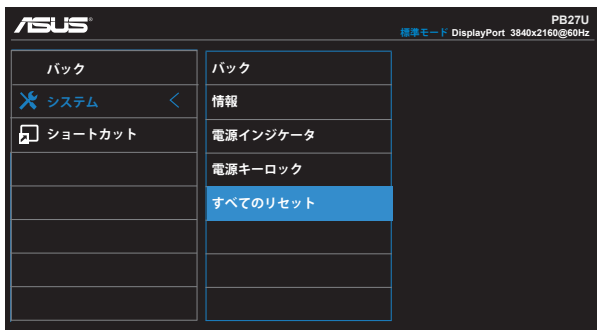 ASUS
PB27U
標準モード DisplayPort 3840x2160@60Hz
バック
システム
ショートカット
バック
情報
電源インジケータ
電源キーロック
すべてのリセット